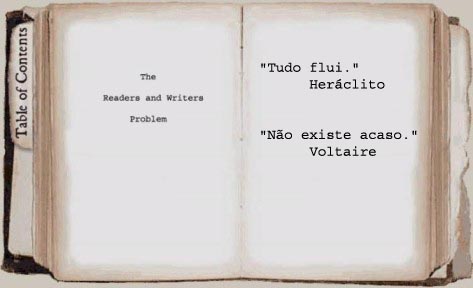 Table of Contents
The
Readers and Writers
Problem
"Tudo flui."
Heráclito
"Não existe acaso."
Voltaire